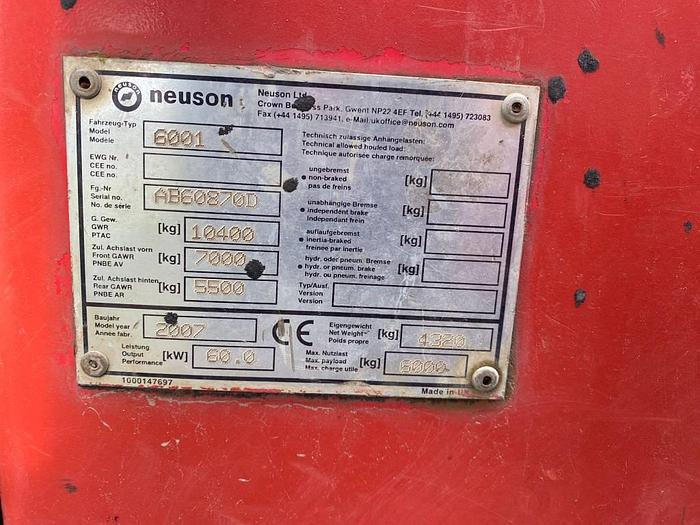 NEUSON
neuson
Neuson Ltd
Crown Business Park, Gwent NP22 4EF Tel. (+44 1495) 723083
Fax (+44 1495) 713941, e-Mail.ukoffice@neuson.com
Fahrzeug-Typ
Model
Modèle
6001
EWG Nr.
CEE no.
CEE no.
Fg.-Nr
Serial no.
No. de série
AB60870D
G. Gew.
GWR
PTAC
[kg] 10400
Zul. Achslast vorn
Front GAWR
PNBE AV
[kg] 7000
Zul. Achslast hinten
Rear GAWR
PNBE AR
[kg] 5500
Technisch zulässige Anhängelasten:
Technical allowed houled load:
Technique autorisée charge remorquée:
ungebremst
non-braked
pas de freins
[kg]
unabhängige Bremse
independent brake
independant frein
[kg]
auflaufgebremst
inertia-braked
freinée par inertie
[kg]
hydr. oder pneum. Bremse
hydr. or pneum. brake
hydr. ou pneum. freinage
[kg]
Typ/Ausf.
Version
Version
Baujahr
Model year
Année fabr.
2007
CE
Eigengewicht
Net Weight
Poids propre
[kg] 4320
Leistung
Output
Performance
[kW] 60.0
Max. Nutzlast
Max. payload
Max. charge utile
[kg] 6000
1000147697
Made in